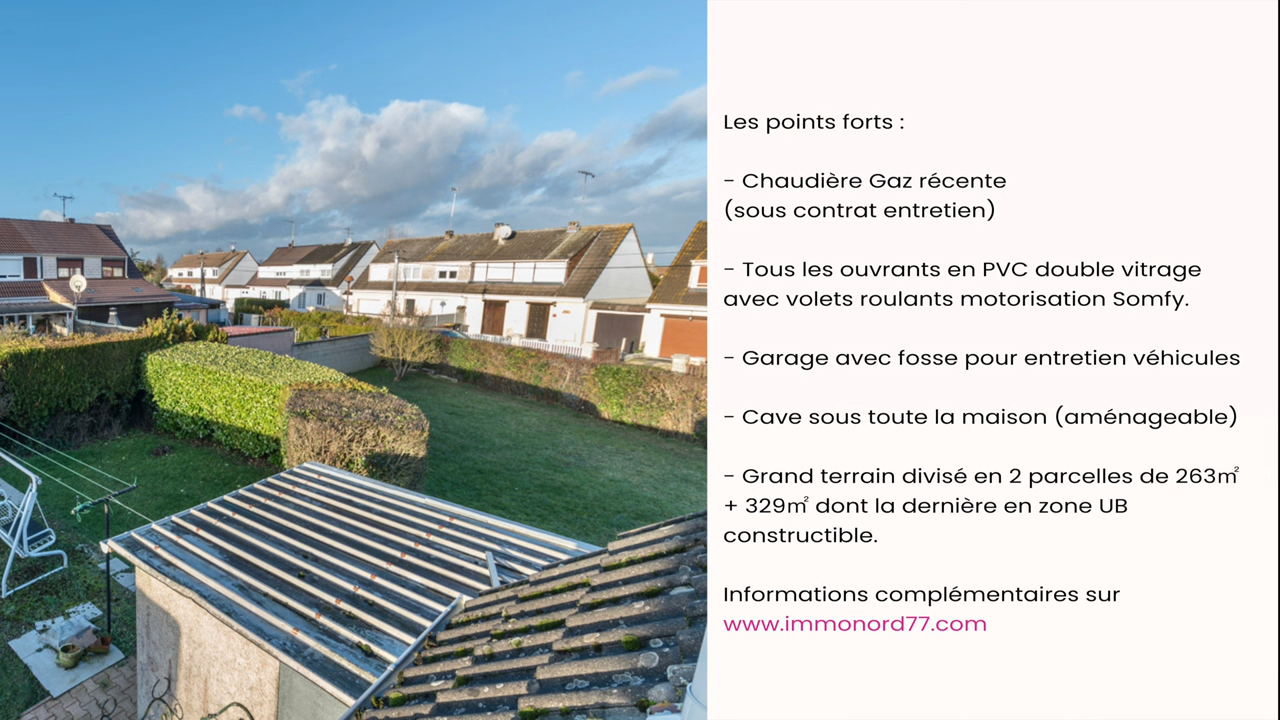 Les points forts :
- Chaudière Gaz récente
(sous contrat entretien)
- Tous les ouvrants en PVC double vitrage
avec volets roulants motorisation Somfy.
- Garage avec fosse pour entretien véhicules
- Cave sous toute la maison (aménageable)
- Grand terrain divisé en 2 parcelles de 263㎡
+ 329㎡ dont la dernière en zone UB
constructible.
Informations complémentaires sur
www.immonord77.com